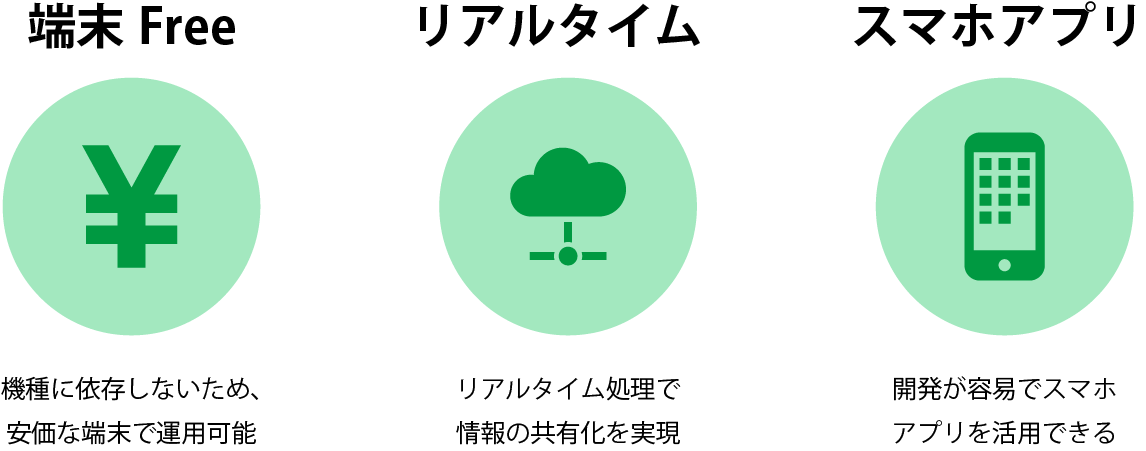 端末 Free
リアルタイム
スマホアプリ
¥
機種に依存しないため、
安価な端末で運用可能
リアルタイム処理で
情報の共有化を実現
開発が容易でスマホ
アプリを活用できる